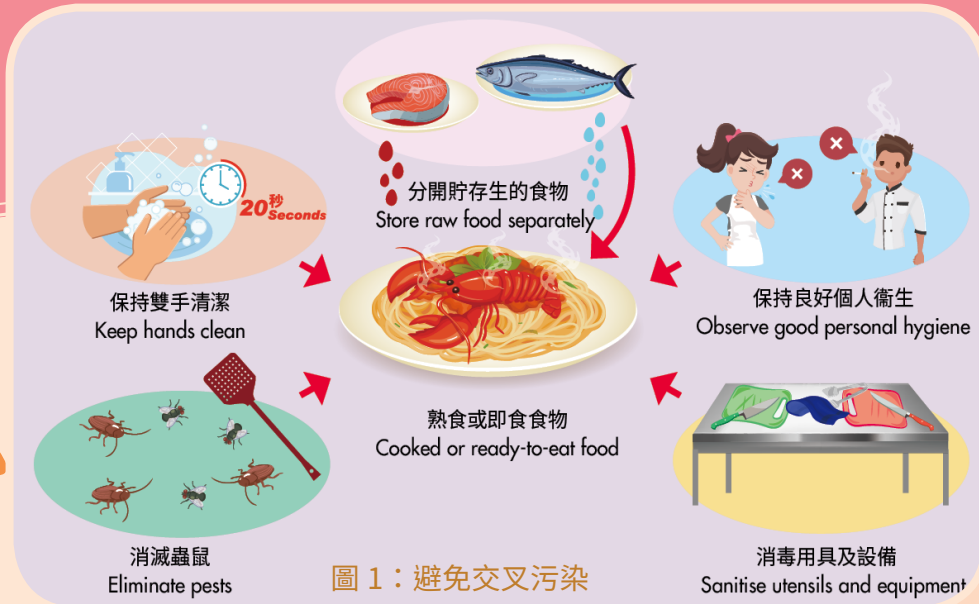 分開貯存生的食物
Store raw food separately
20秒
Seconds
保持雙手清潔
Keep hands clean
保持良好個人衞生
Observe good personal hygiene
熟食或即食食物
Cooked or ready-to-eat food
消滅蟲鼠
Eliminate pests
消毒用具及設備
Sanitise utensils and equipment
圖 1：避免交叉污染